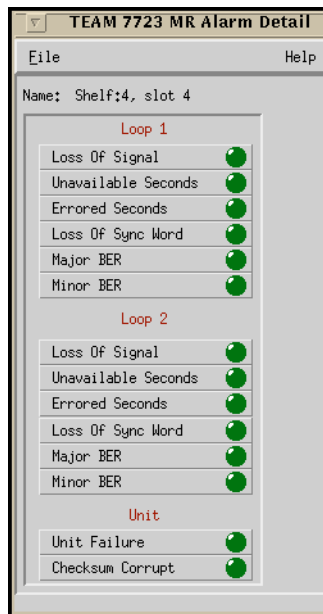 TEAM 7723 MR Alarm Detail
File Help
Name: Shelf:4, slot 4
Loop 1
Loss Of Signal
Unavailable Seconds
Errored Seconds
Loss Of Sync Word
Major BER
Minor BER
Loop 2
Loss Of Signal
Unavailable Seconds
Errored Seconds
Loss Of Sync Word
Major BER
Minor BER
Unit
Unit Failure
Checksum Corrupt